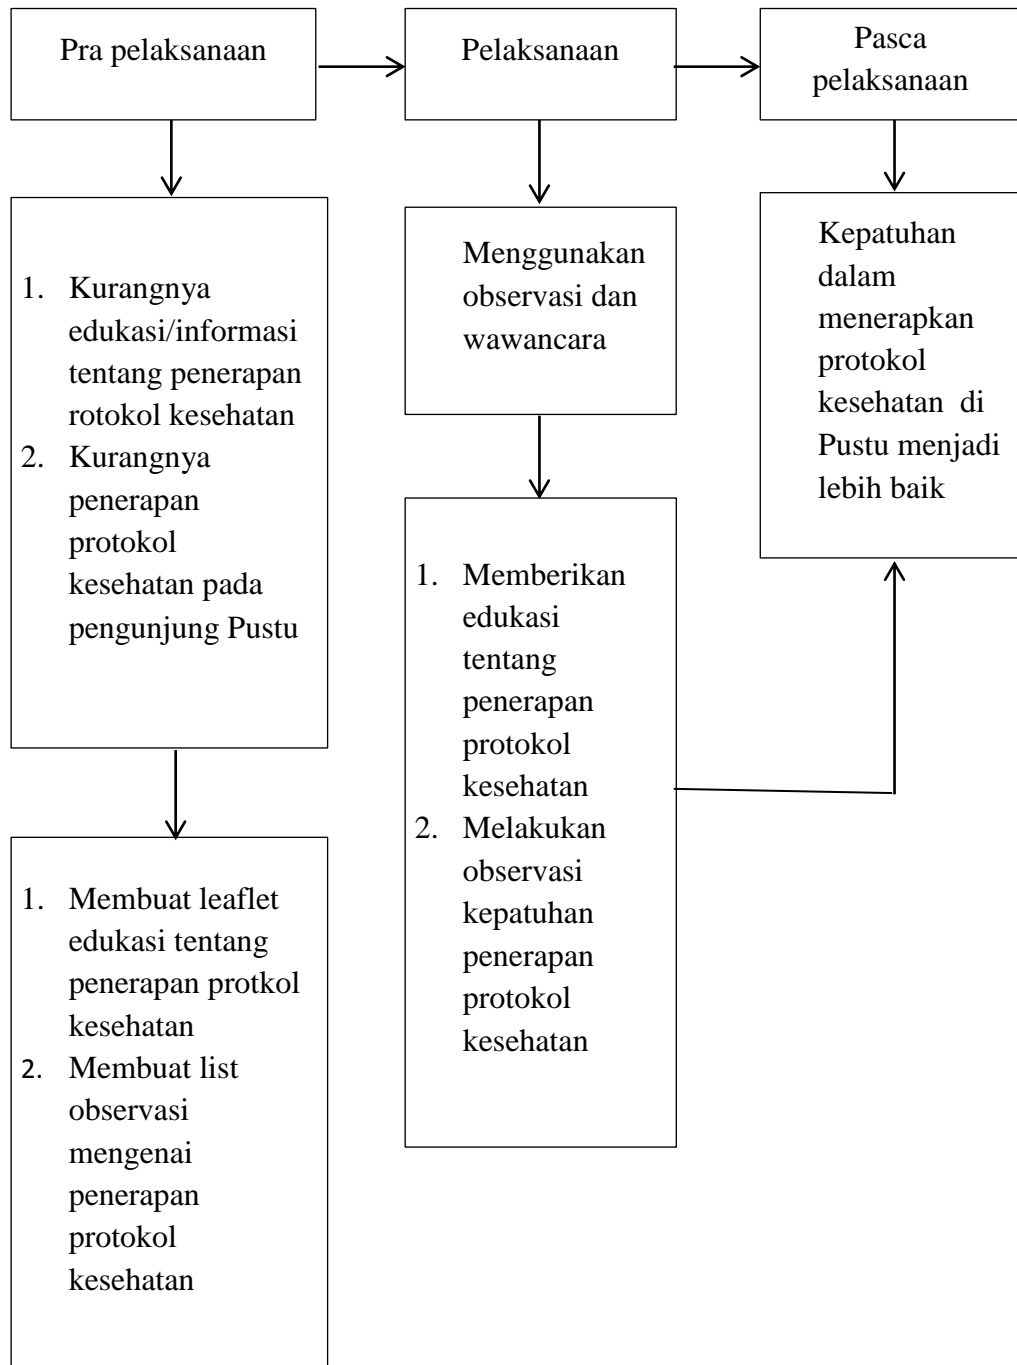 Pra pelaksanaan
Pelaksanaan
Pasca
pelaksanaan
1. Kurangnya
edukasi/informasi
tentang penerapan
rotokol kesehatan
2. Kurangnya
penerapan
protokol
kesehatan pada
pengunjung Pustu
Menggunakan
observasi dan
wawancara
Kepatuhan
dalam
menerapkan
protokol
kesehatan di
Pustu menjadi
lebih baik
1. Memberikan
edukasi
tentang
penerapan
protokol
kesehatan
2. Melakukan
observasi
kepatuhan
penerapan
protokol
kesehatan
1. Membuat leaflet
edukasi tentang
penerapan protkol
kesehatan
2. Membuat list
observasi
mengenai
penerapan
protokol
kesehatan